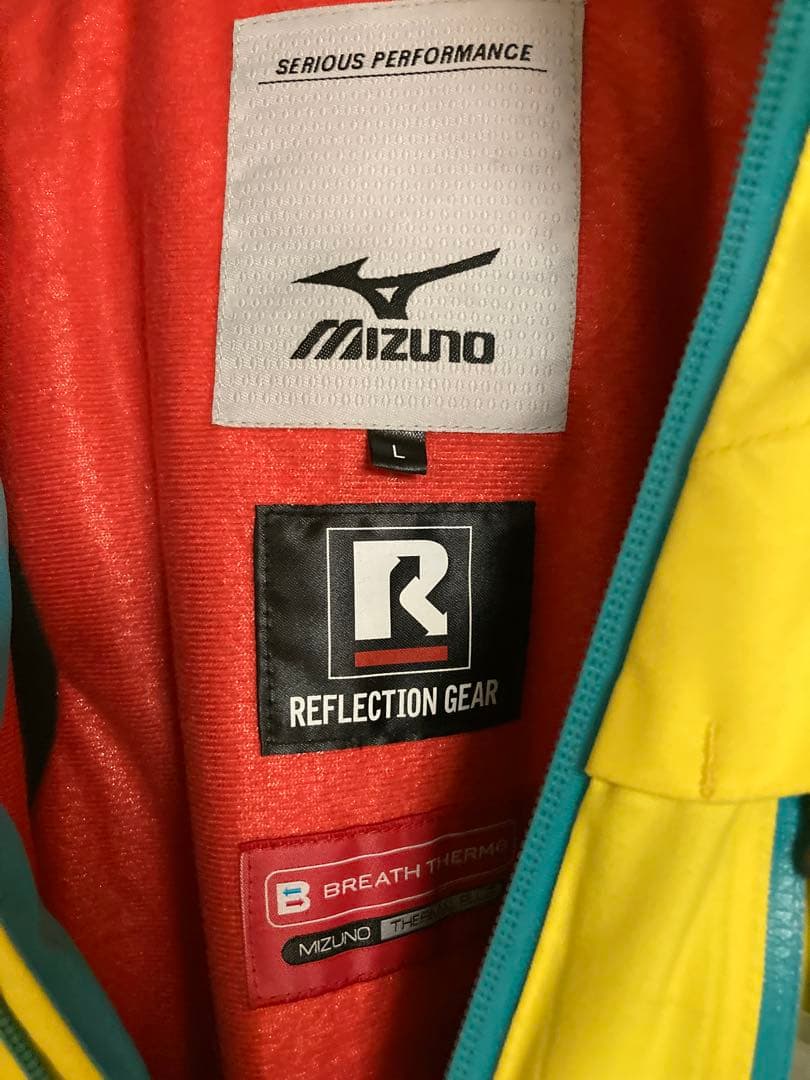 SERIOUS PERFORMANCE
MIZUNO
L
R
REFLECTION GEAR
B BREATH THERMO
MIZUNO